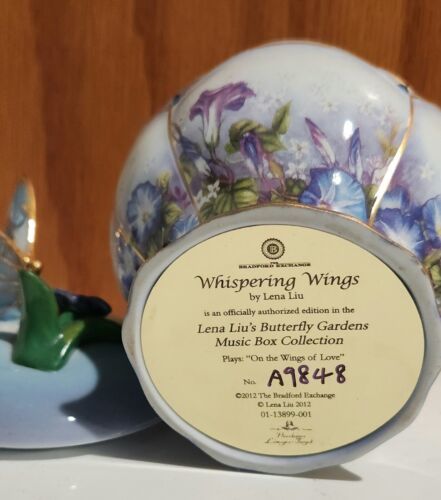 B
THE
BRADFORD EXCHANGE
Whispering Wings
by Lena Liu
is an officially authorized edition in the
Lena Liu's Butterfly Gardens
Music Box Collection
Plays: "On the Wings of Love"
No. A9848
©2012 The Bradford Exchange
© Lena Liu 2012
01-13899-001
Heirloom